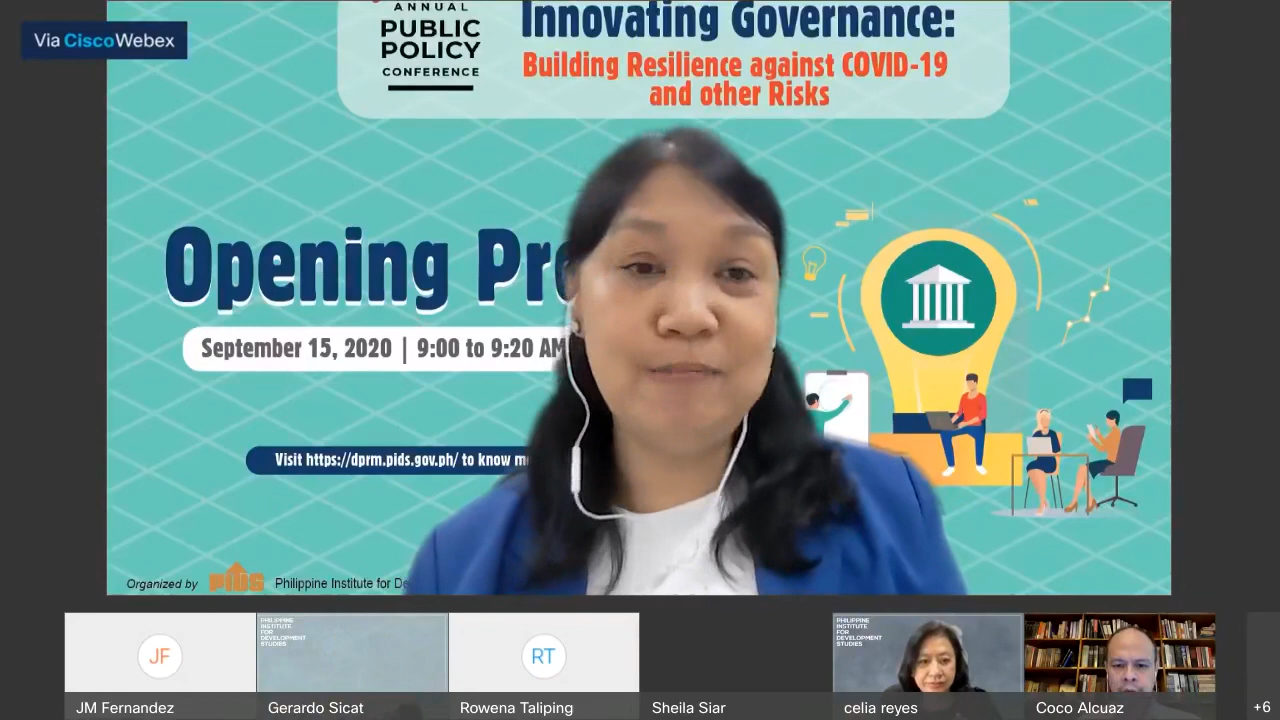 Via CiscoWebex
ANNUAL
PUBLIC
POLICY
CONFERENCE
Innovating Governance:
Building Resilience against COVID-19
and other Risks
Opening Pro
September 15, 2020 | 9:00 to 9:20 AM
Visit https://dprm.pids.gov.ph/ to know m
Organized by PIDS Philippine Institute for De
JF
PHILIPPINE
INSTITUTE
FOR
DEVELOPMENT
STUDIES
RT
PHILIPPINE
INSTITUTE
FOR
DEVELOPMENT
STUDIES
JM Fernandez
Gerardo Sicat
Rowena Taliping
Sheila Siar
celia reyes
Coco Alcuaz
+6